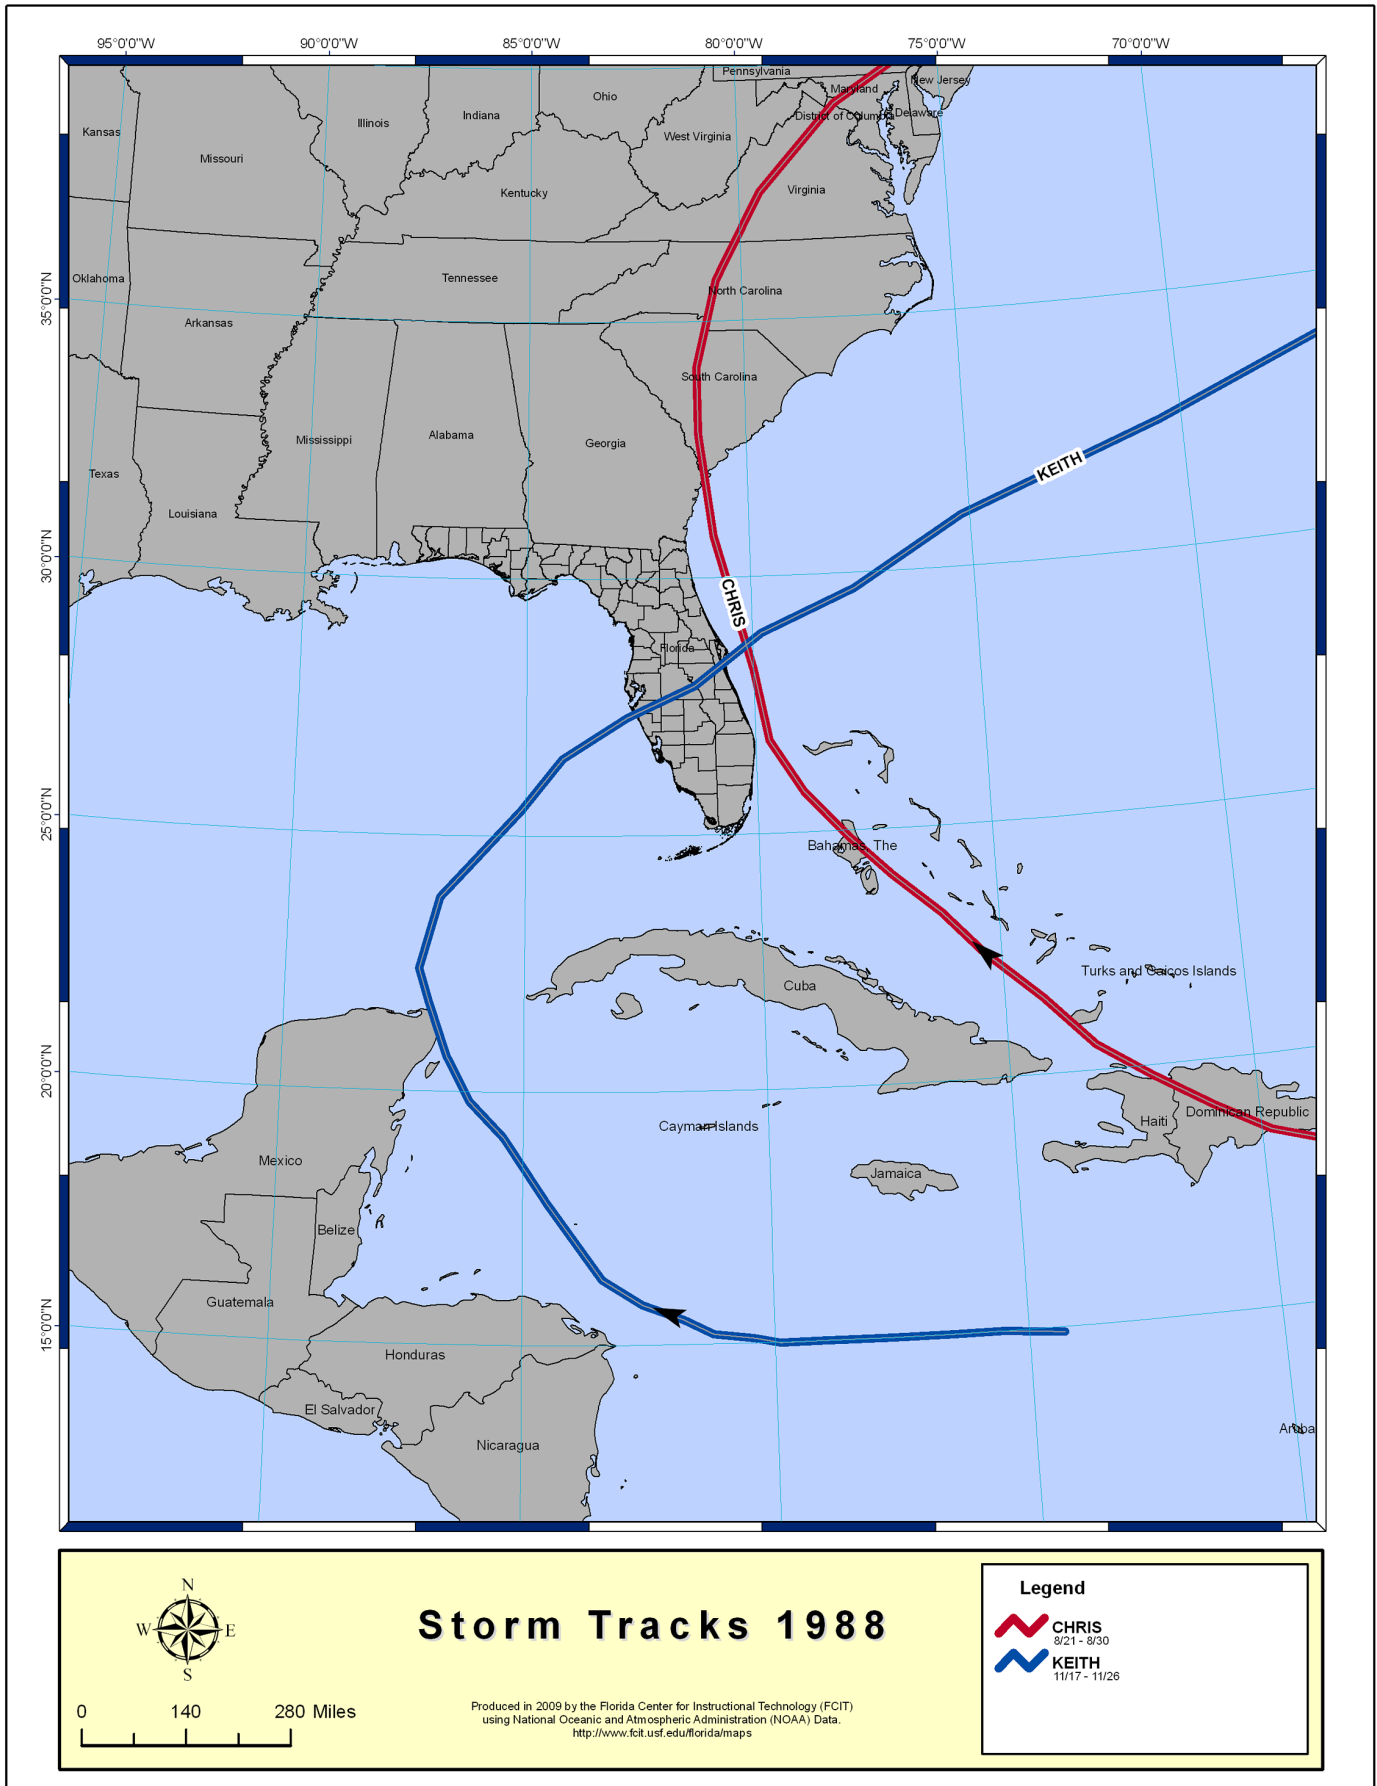 95°0'0"W 90°0'0"W 85°0'0"W 80°0'0"W 75°0'0"W 70°0'0"W
Pennsylvania
New Jersey
Maryland
Ohio
Delaware
District of Columbia
Indiana
Illinois
Kansas
West Virginia
Missouri
Virginia
Kentucky
Oklahoma
Tennessee
North Carolina
35°0'0"N
Arkansas
South Carolina
Alabama
Mississippi
Georgia
KEITH
Texas
Louisiana
30°0'0"N
CHRIS
Florida
25°0'0"N
Bahamas, The
Turks and Caicos Islands
Cuba
20°0'0"N
Dominican Republic
Haiti
Cayman Islands
Mexico
Jamaica
Belize
Guatemala
15°0'0"N
Honduras
El Salvador
Aruba
Nicaragua
N
W E
S
0 140 280 Miles
Storm Tracks 1988
Produced in 2009 by the Florida Center for Instructional Technology (FCIT)
using National Oceanic and Atmospheric Administration (NOAA) Data.
http://www.fcit.usf.edu/florida/maps
Legend
CHRIS
8/21 - 8/30
KEITH
11/17 - 11/26